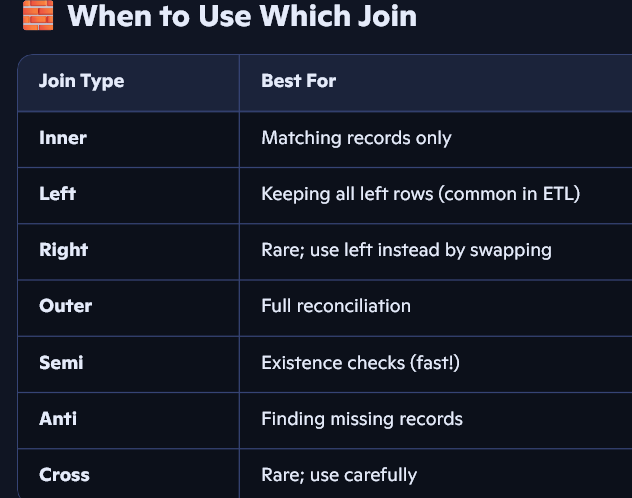 🧱 When to Use Which Join
Join Type Best For
Inner Matching records only
Left Keeping all left rows (common in ETL)
Right Rare; use left instead by swapping
Outer Full reconciliation
Semi Existence checks (fast!)
Anti Finding missing records
Cross Rare; use carefully